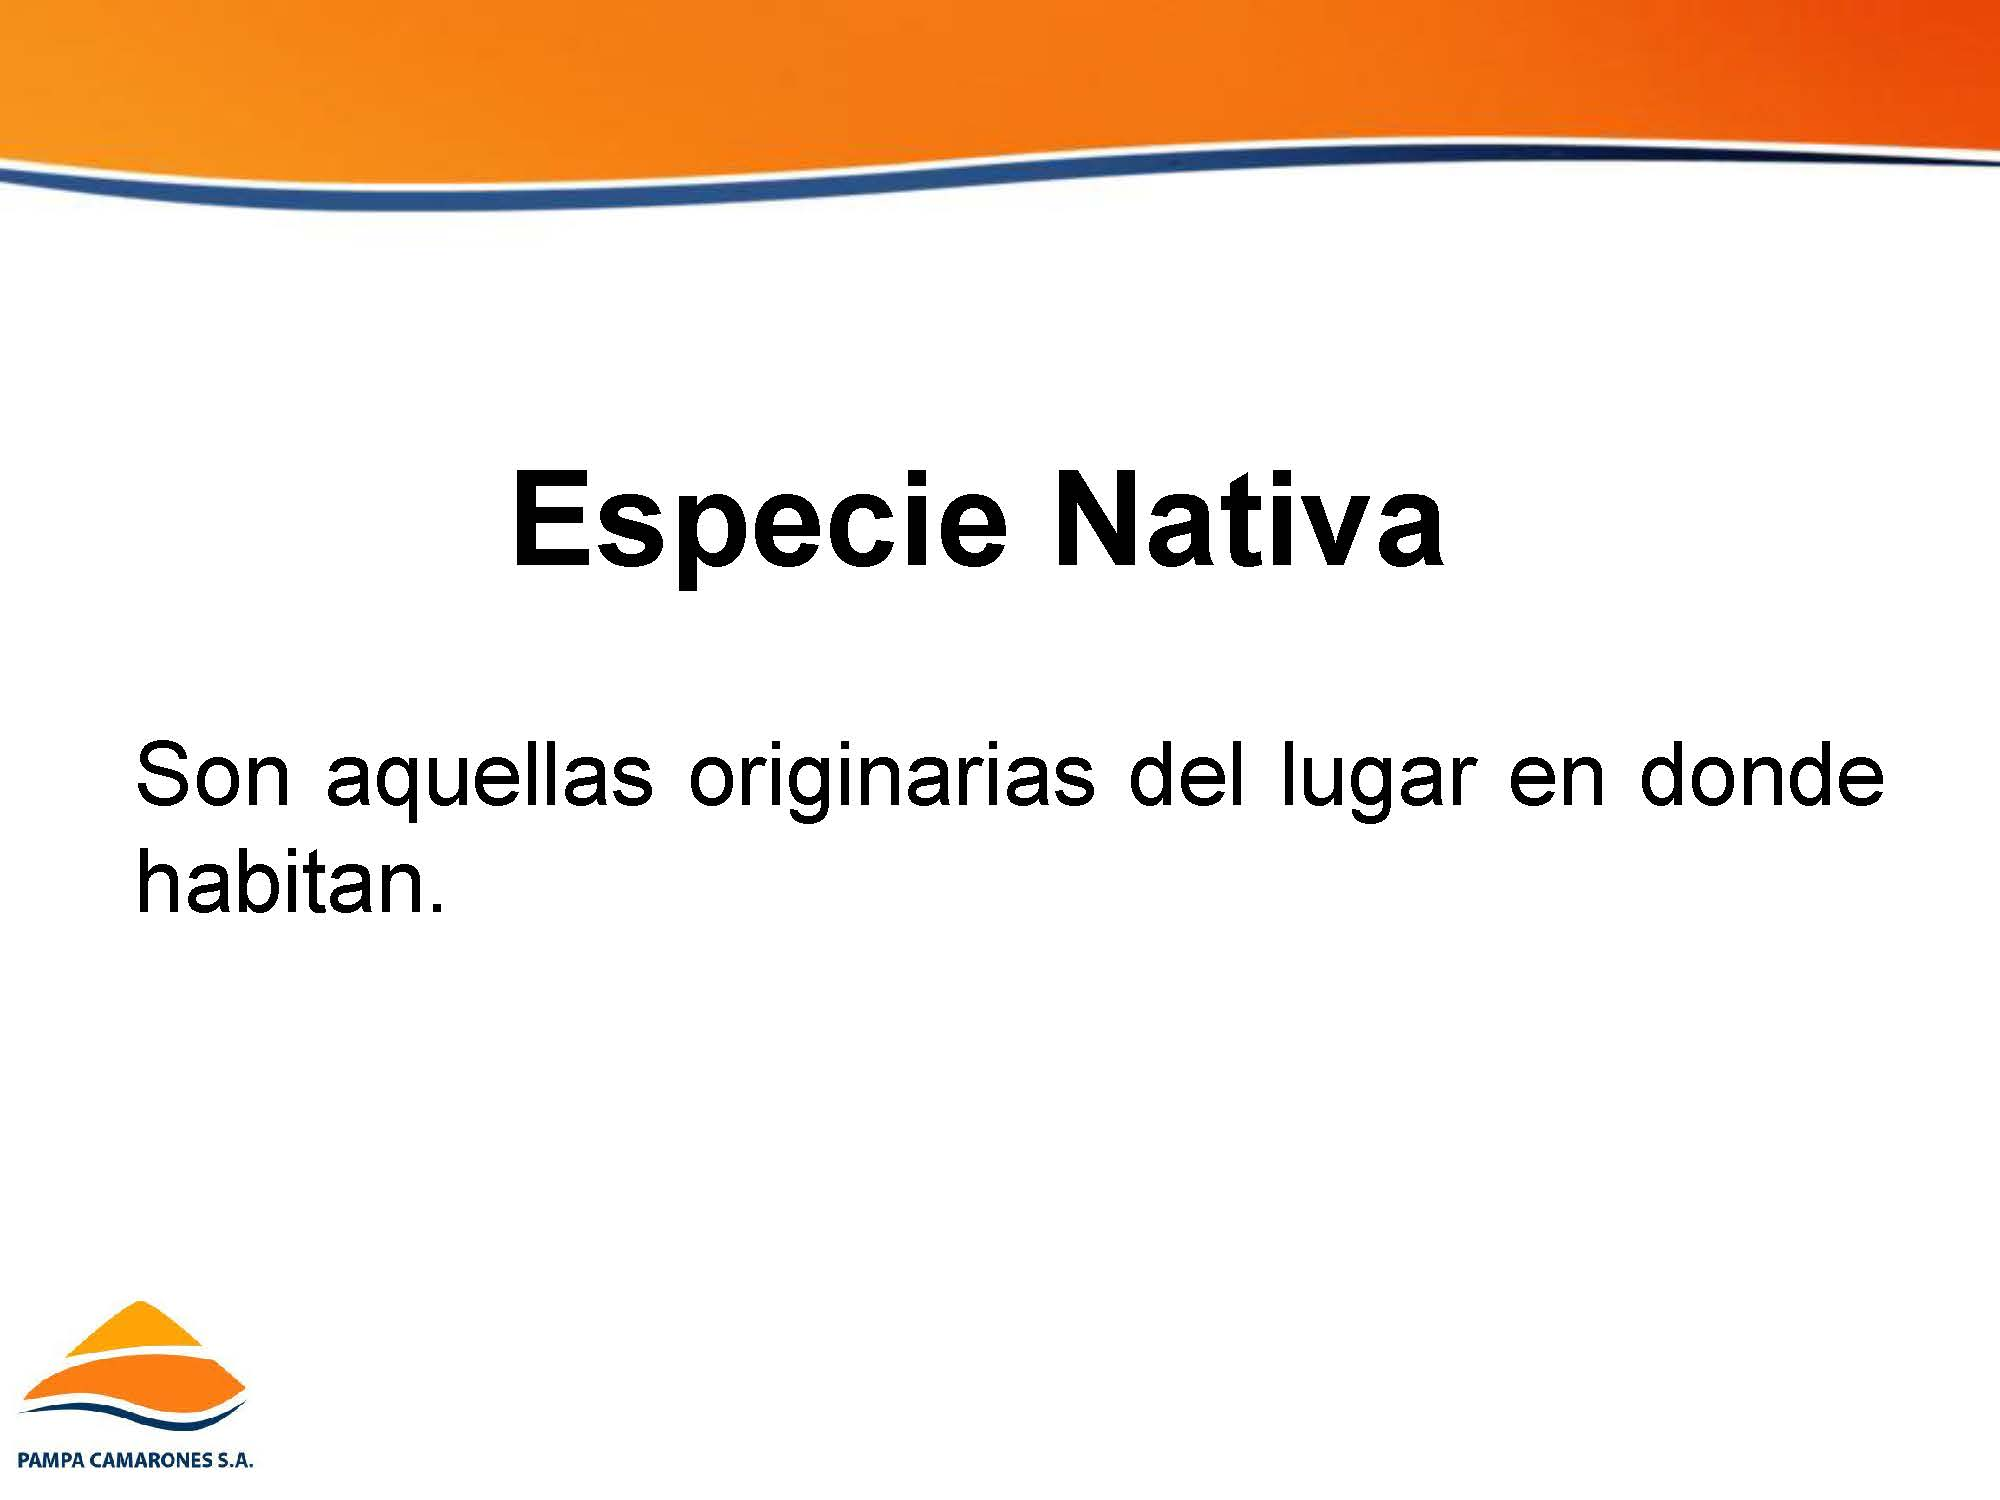 Especie Nativa
Son aquellas originarias del lugar en donde
habitan.
PAMPA CAMARONES S.A.